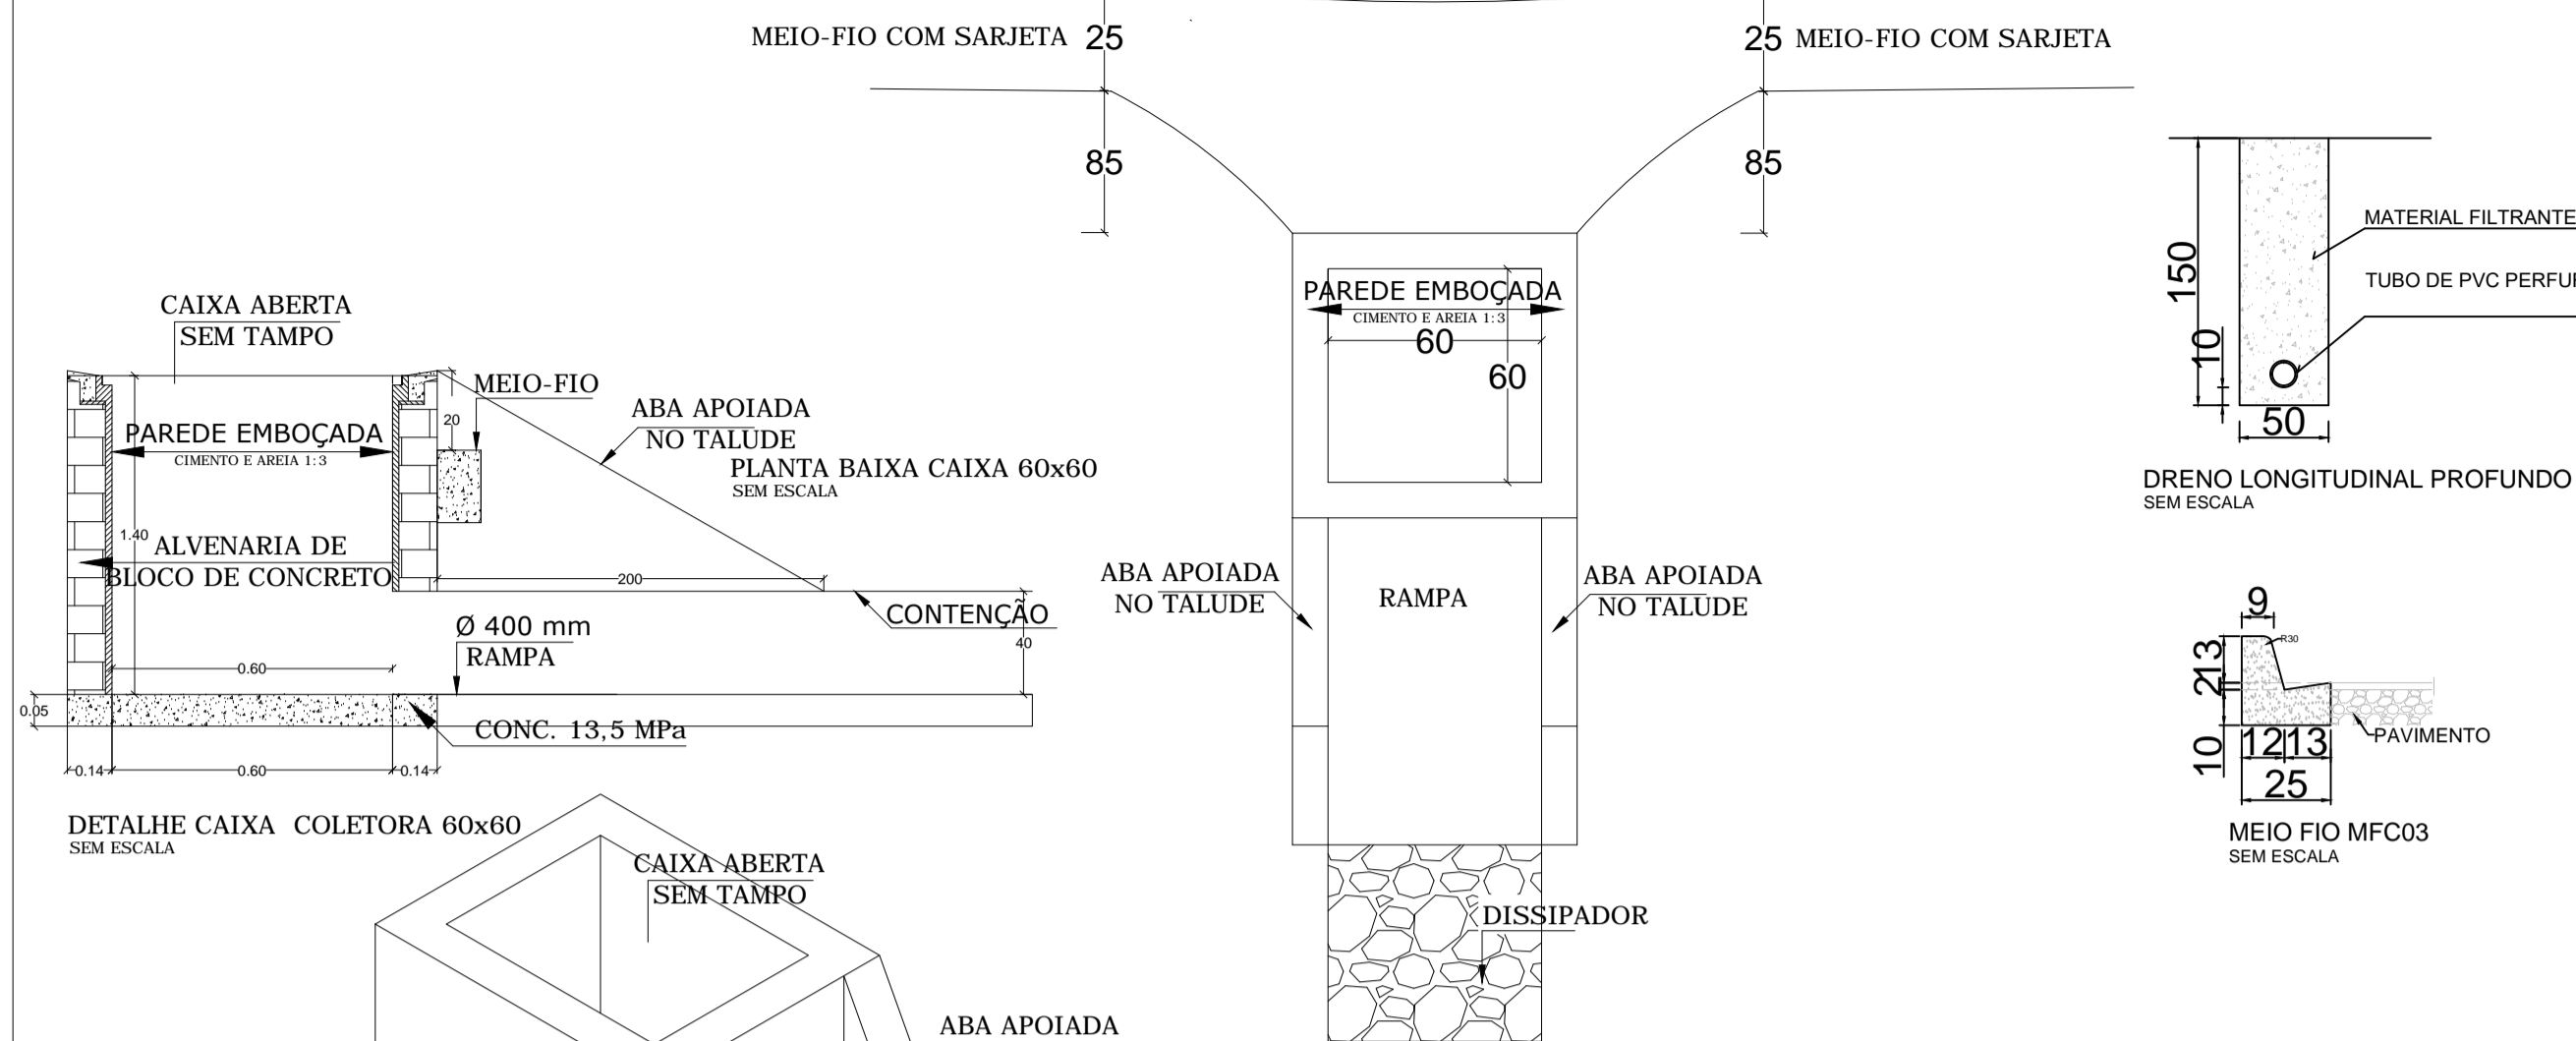 MEIO-FIO COM SARJETA
25
25
MEIO-FIO COM SARJETA
85
85
CAIXA ABERTA
SEM TAMPO
MEIO-FIO
20
ABA APOIADA
NO TALUDE
PAREDE EMBOÇADA
CIMENTO E AREIA 1:3
PLANTA BAIXA CAIXA 60x60
SEM ESCALA
1.40
ALVENARIA DE
BLOCO DE CONCRETO
200
CONTENÇÃO
40
Ø 400 mm
RAMPA
0.60
0.05
CONC. 13,5 MPa
0.14
0.60
0.14
DETALHE CAIXA COLETORA 60x60
SEM ESCALA
CAIXA ABERTA
SEM TAMPO
ABA APOIADA
PAREDE EMBOÇADA
CIMENTO E AREIA 1:3
60
60
ABA APOIADA
NO TALUDE
RAMPA
ABA APOIADA
NO TALUDE
DISSIPADOR
150
MATERIAL FILTRANTE
TUBO DE PVC PERFU
10
50
DRENO LONGITUDINAL PROFUNDO
SEM ESCALA
9
R30
13
2
10
12
13
25
PAVIMENTO
MEIO FIO MFC03
SEM ESCALA